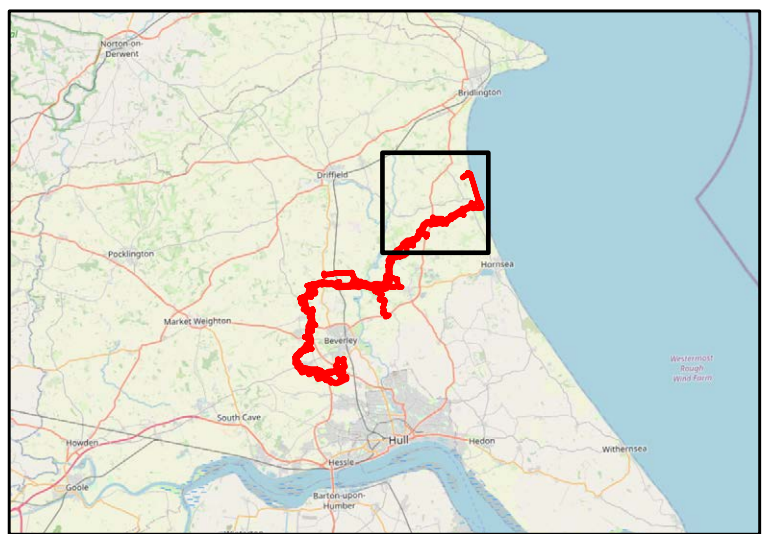 Norton-on-
Derwent
Bridlington
Driffield
Pocklington
Hornsea
Market Weighton
Beverley
Westermost
Rough
Wind Farm
South Cave
Howden
Hull
Hedon
Withernsea
Hessle
Goole
Barton-upon-
Humber